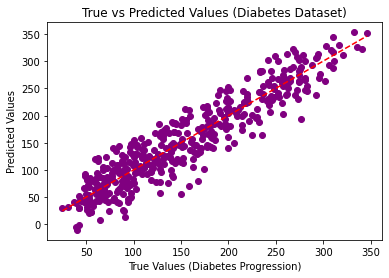 True vs Predicted Values (Diabetes Dataset)
Predicted Values
350
300
250
200
150
100
50
0
50 100 150 200 250 300 350
True Values (Diabetes Progression)